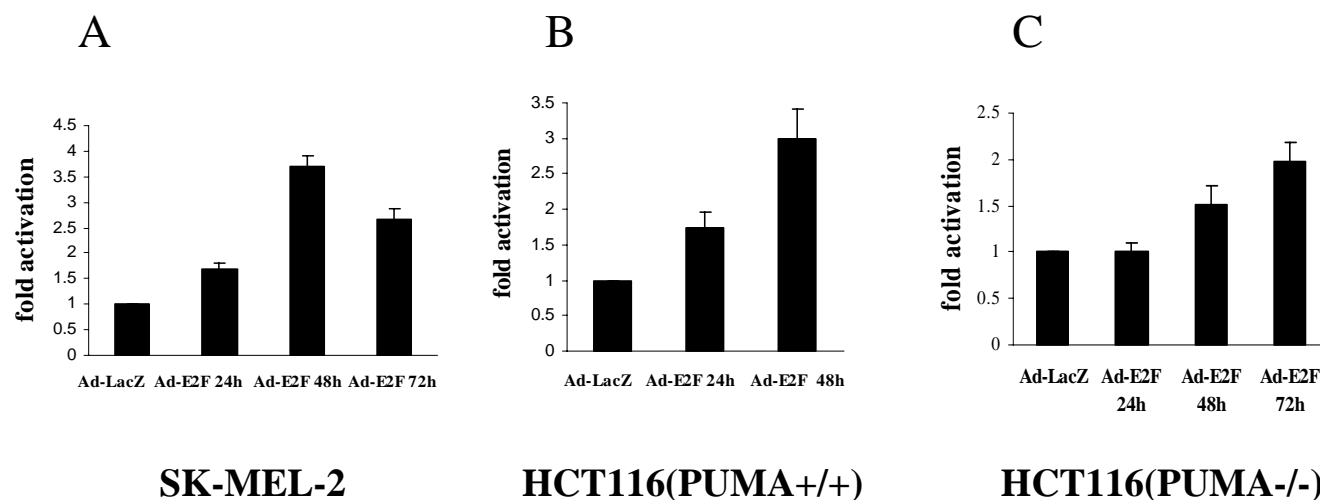 A
B
C
fold activation
4.5
4
3.5
3
2.5
2
1.5
1
0.5
0
Ad-LacZ Ad-E2F 24h Ad-E2F 48h Ad-E2F 72h
SK-MEL-2
fold activation
3.5
3
2.5
2
1.5
1
0.5
0
Ad-LacZ Ad-E2F 24h Ad-E2F 48h
HCT116(PUMA+/+)
fold activation
2.5
2
1.5
1
0.5
0
Ad-LacZ Ad-E2F Ad-E2F Ad-E2F
24h 48h 72h
HCT116(PUMA-/-)